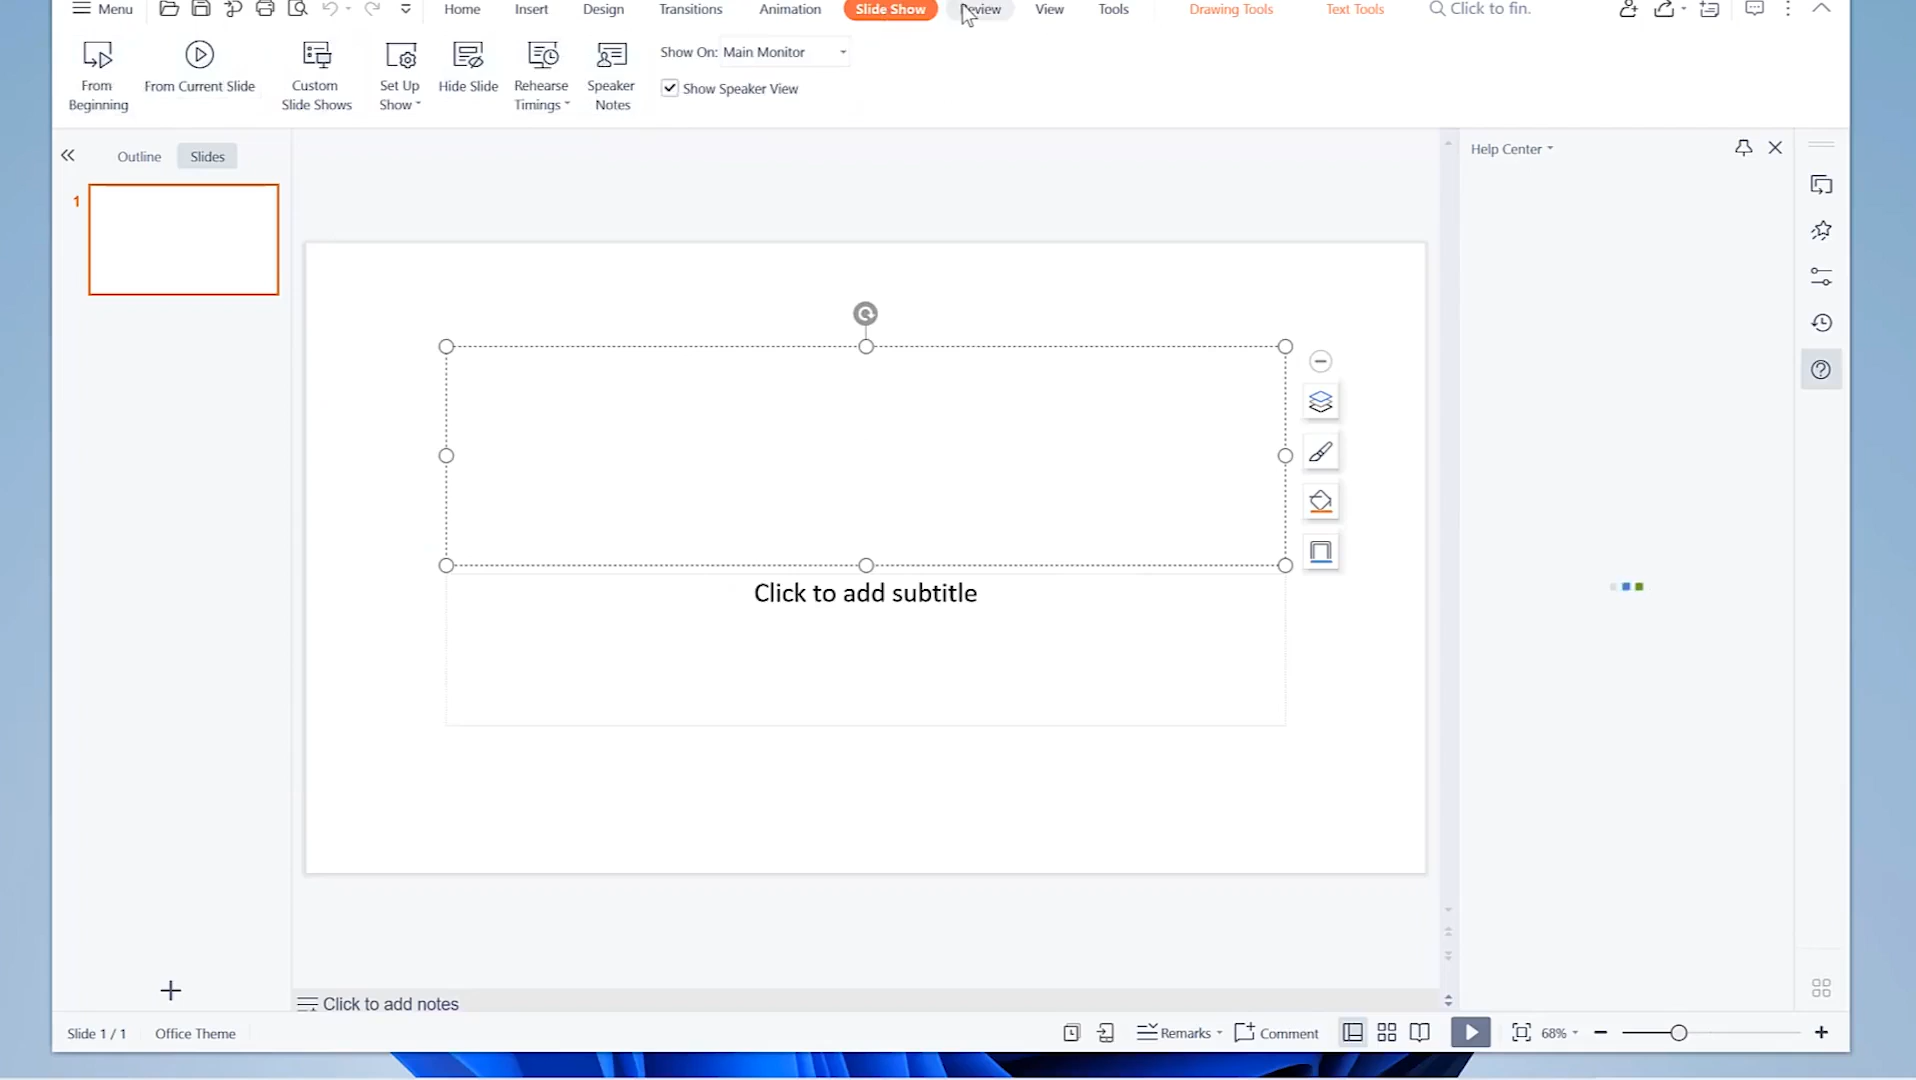 Menu
Home
Insert
Design
Transitions
Animation
Slide Show
Review
View
Tools
Drawing Tools
Text Tools
Click to fin.
From Beginning
From Current Slide
Custom Slide Shows
Set Up Show
Hide Slide
Rehearse Timings
Speaker Notes
Show On: Main Monitor
Show Speaker View
Outline
Slides
Help Center
1
Click to add subtitle
Click to add notes
Slide 1 / 1
Office Theme
Remarks
Comment
68%